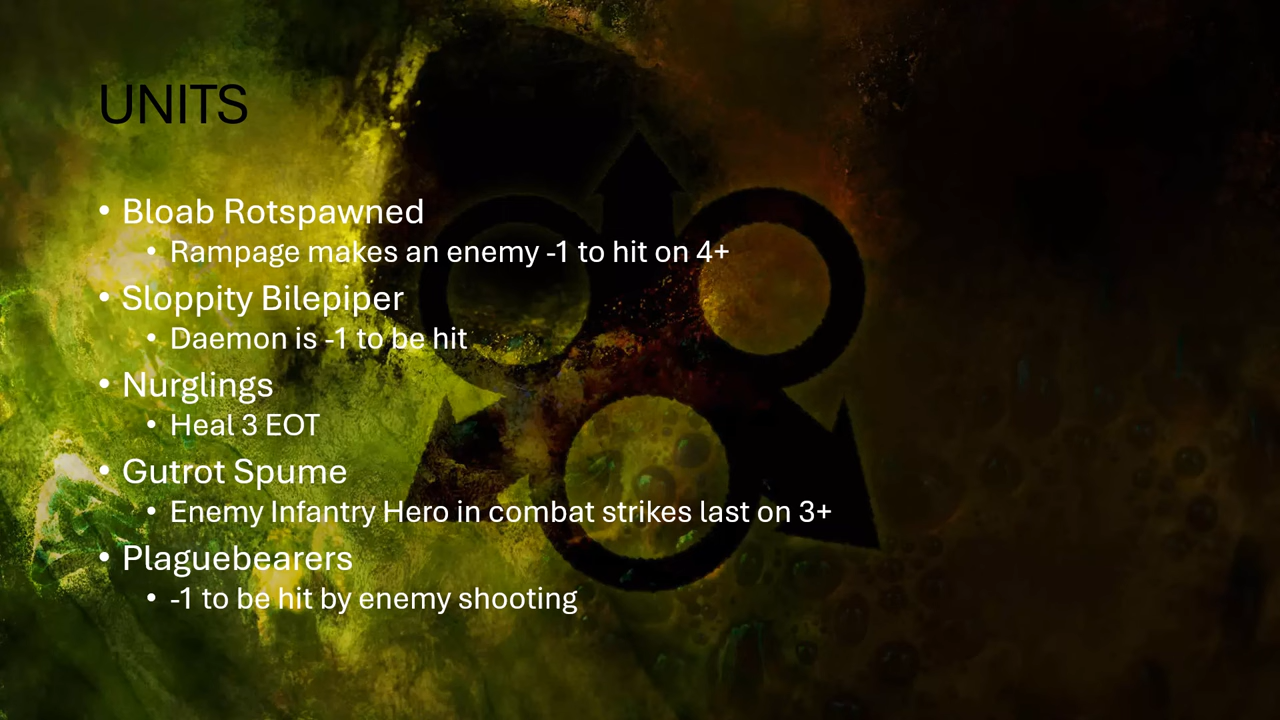 UNITS
• Bloab Rotspawned
• Rampage makes an enemy -1 to hit on 4+
• Sloppity Bilepiper
• Daemon is -1 to be hit
• Nurglings
• Heal 3 EOT
• Gutrot Spume
• Enemy Infantry Hero in combat strikes last on 3+
• Plaguebearers
• -1 to be hit by enemy shooting